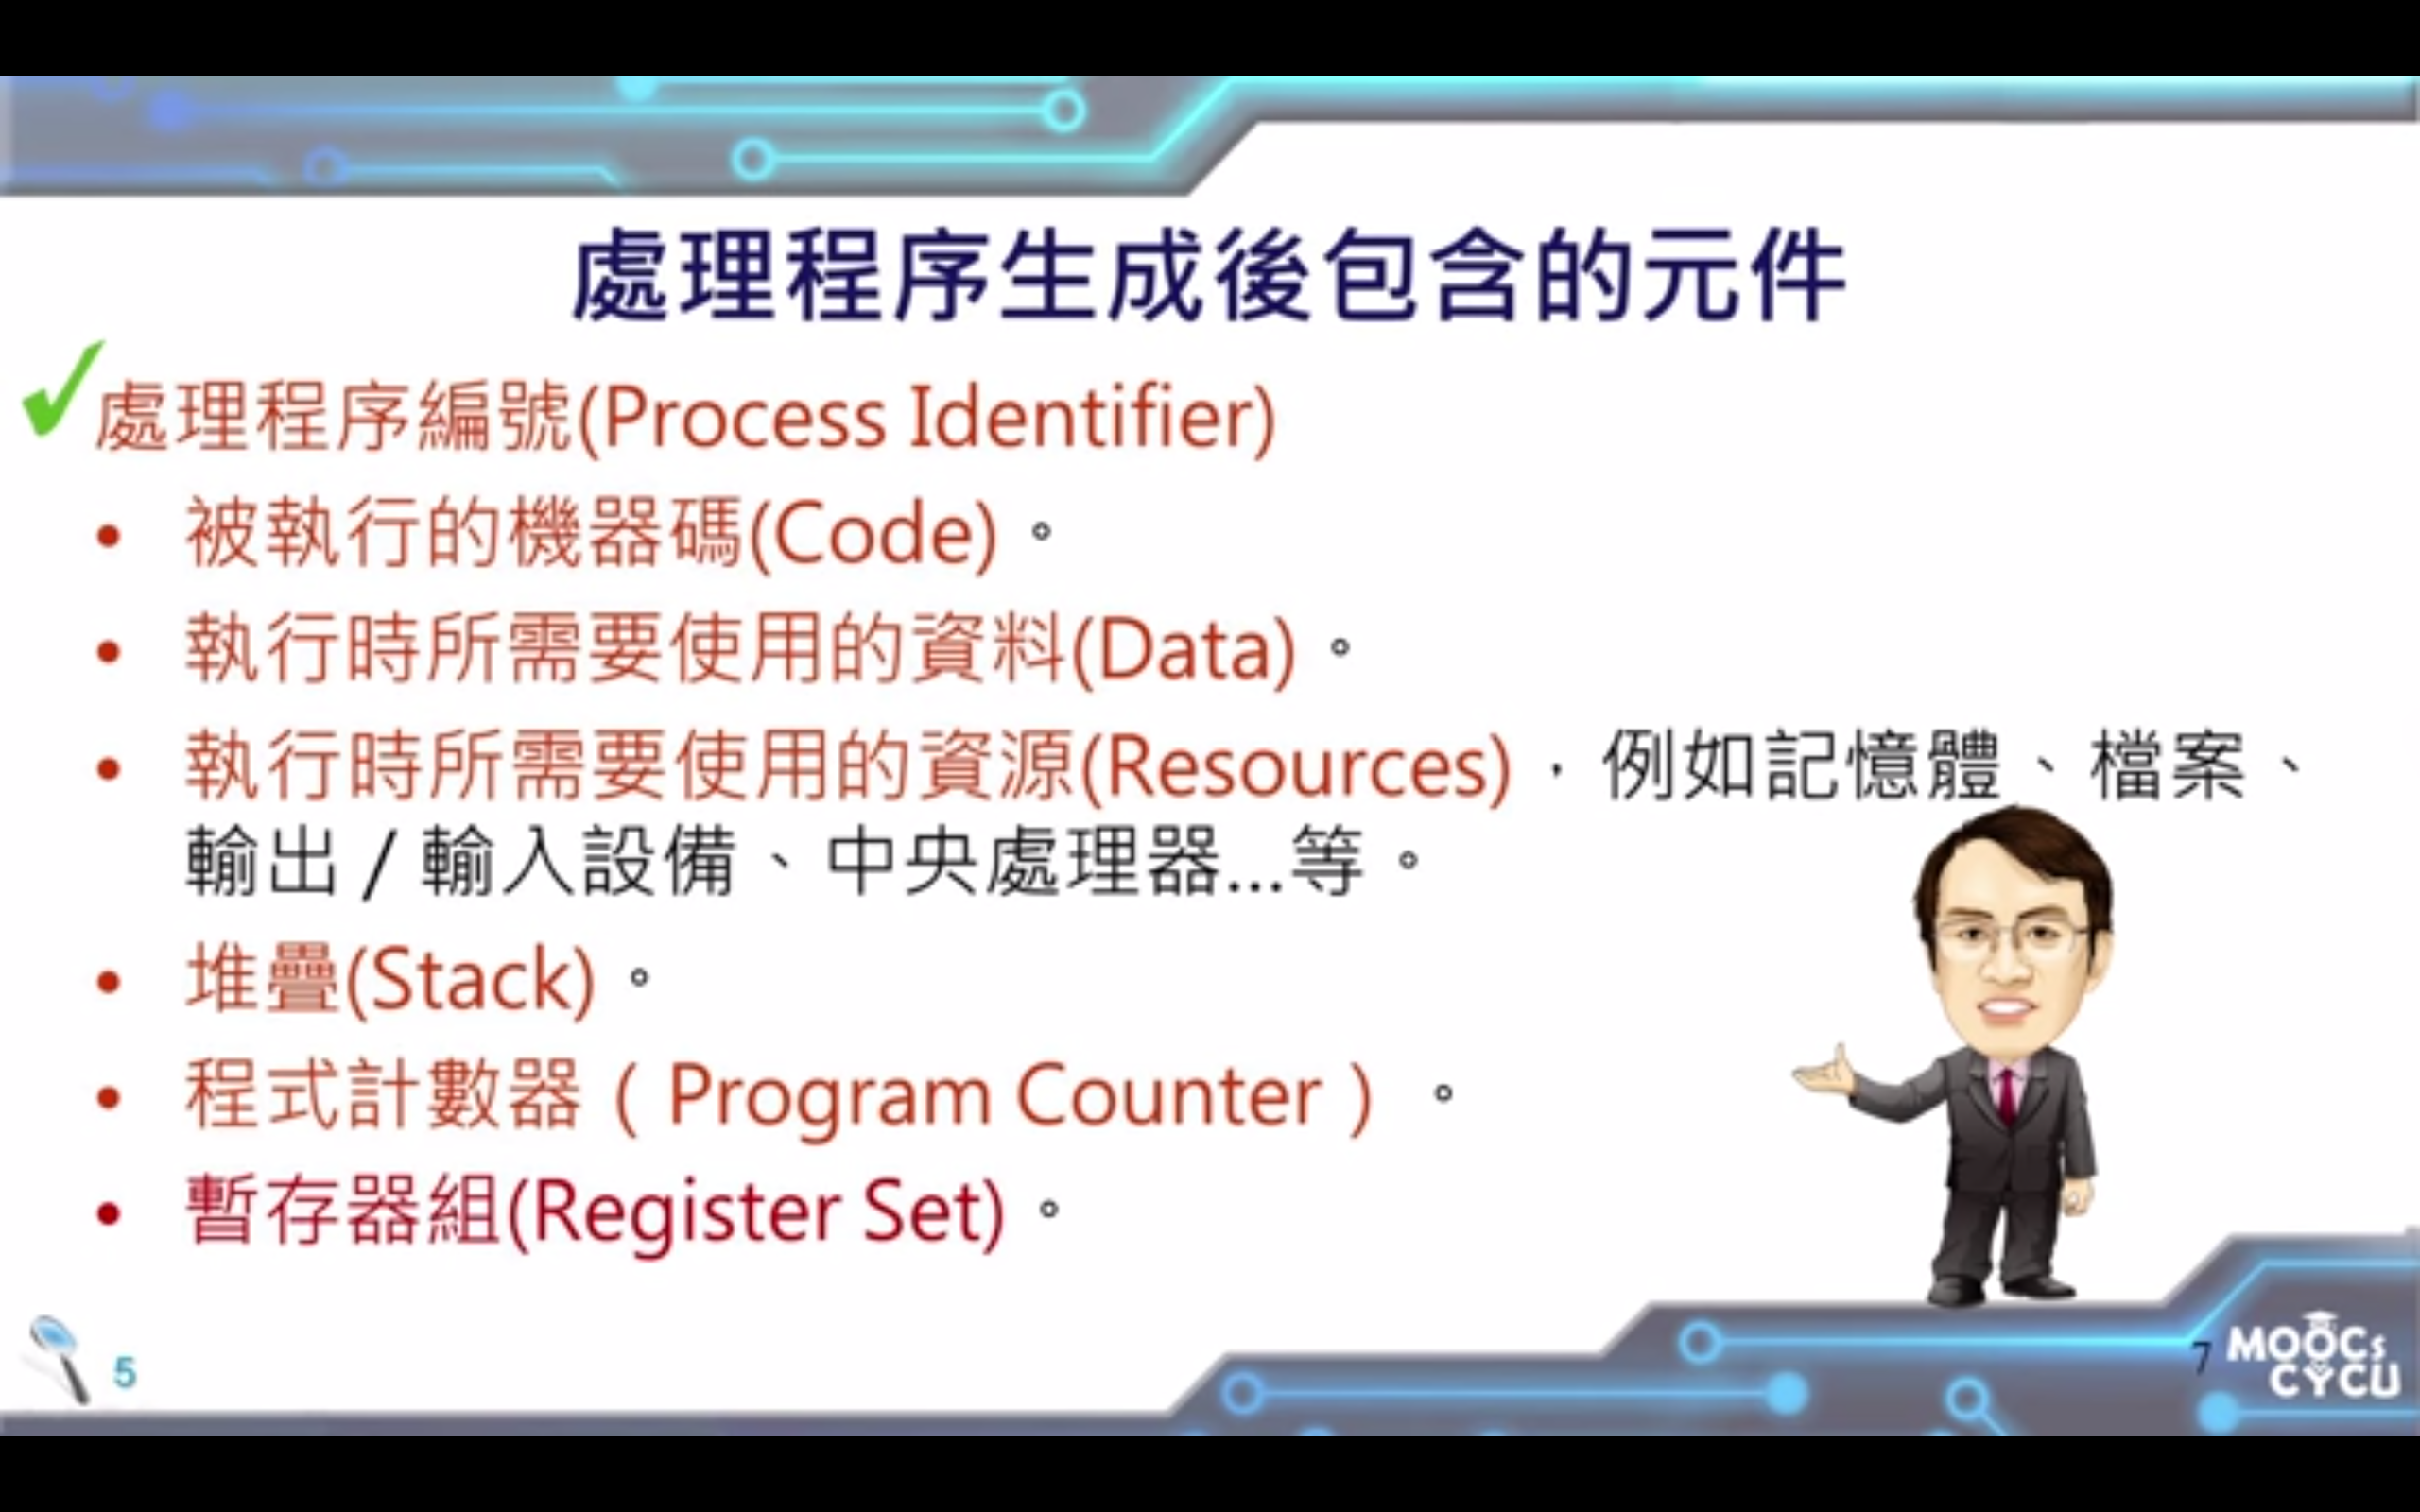 處理程序生成後包含的元件
處理程序編號(Process Identifier)
• 被執行的機器碼(Code)。
• 執行時所需要使用的資料(Data)。
• 執行時所需要使用的資源(Resources)，例如記憶體、檔案、
輸出/輸入設備、中央處理器...等。
• 堆疊(Stack)。
• 程式計數器（Program Counter）。
• 暫存器組(Register Set)。
5
7
MOOCs
CYCU